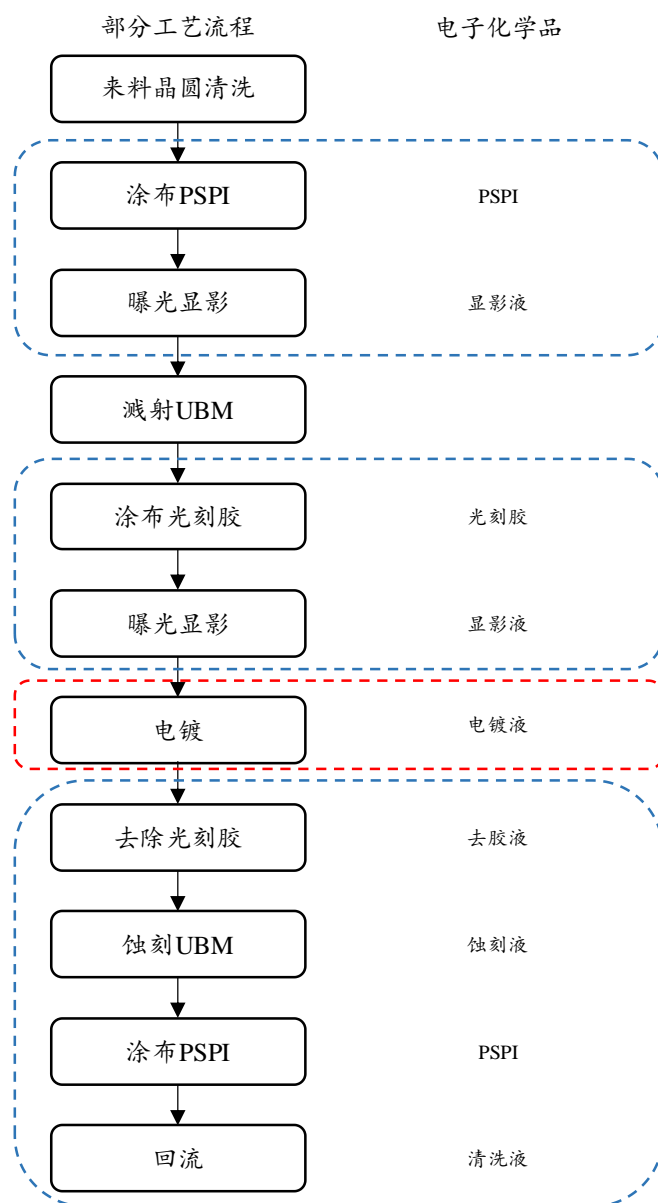 部分工艺流程 电子化学品
来料晶圆清洗
涂布PSPI PSPI
曝光显影 显影液
溅射UBM
涂布光刻胶 光刻胶
曝光显影 显影液
电镀 电镀液
去除光刻胶 去胶液
蚀刻UBM 蚀刻液
涂布PSPI PSPI
回流 清洗液